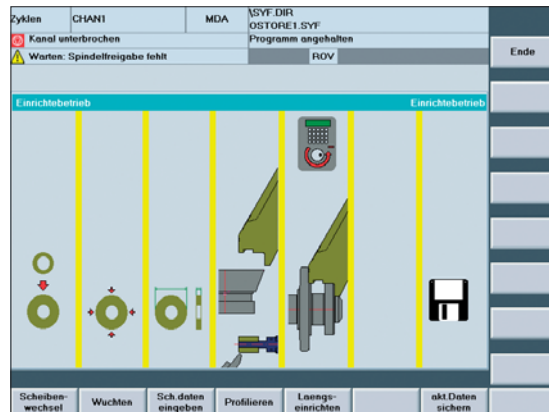 Zyklen CHAN1 MDA \SYF.DIR
OSTORE1.SYF
Kanal unterbrochen Programm angehalten
Warten: Spindelfreigabe fehlt ROV
Ende
Einrichtebetrieb Einrichtebetrieb
Scheiben-
wechsel
Wuchten
Sch.daten
eingeben
Profilieren
Laengs-
einrichten
akt.Daten
sichern